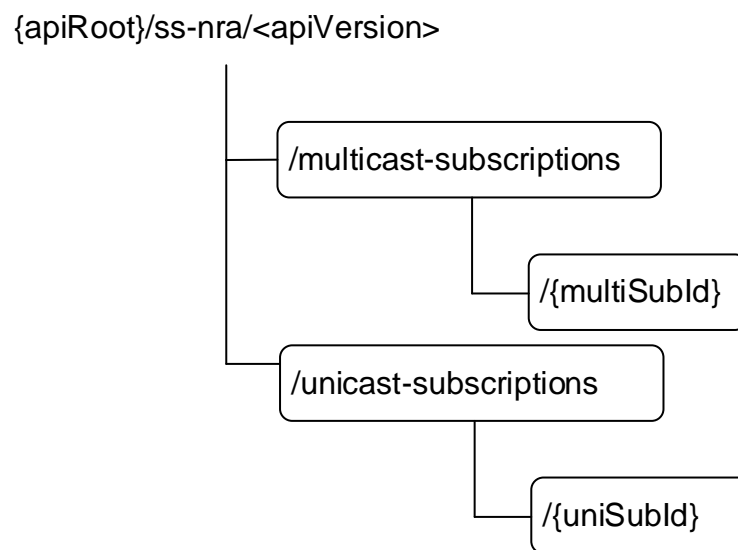 {apiRoot}/ss-nra/<apiVersion>
/multicast-subscriptions
/{multiSubId}
/unicast-subscriptions
/{uniSubId}